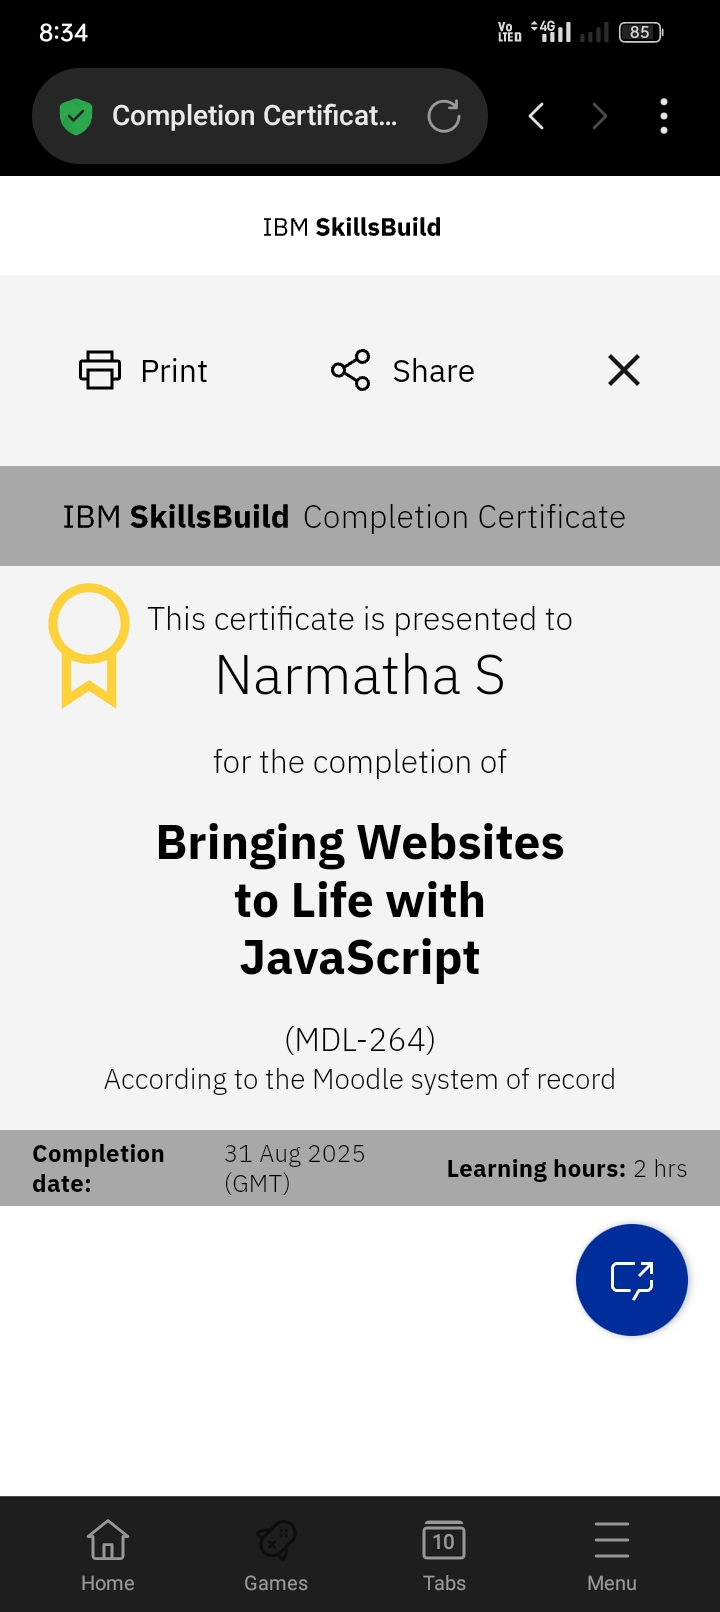 8:34
Vo LTED 4G 85
Completion Certificat...
IBM SkillsBuild
Print Share
IBM SkillsBuild Completion Certificate
This certificate is presented to
Narmatha S
for the completion of
Bringing Websites
to Life with
JavaScript
(MDL-264)
According to the Moodle system of record
Completion date: 31 Aug 2025 (GMT) Learning hours: 2 hrs
10
Home Games Tabs Menu